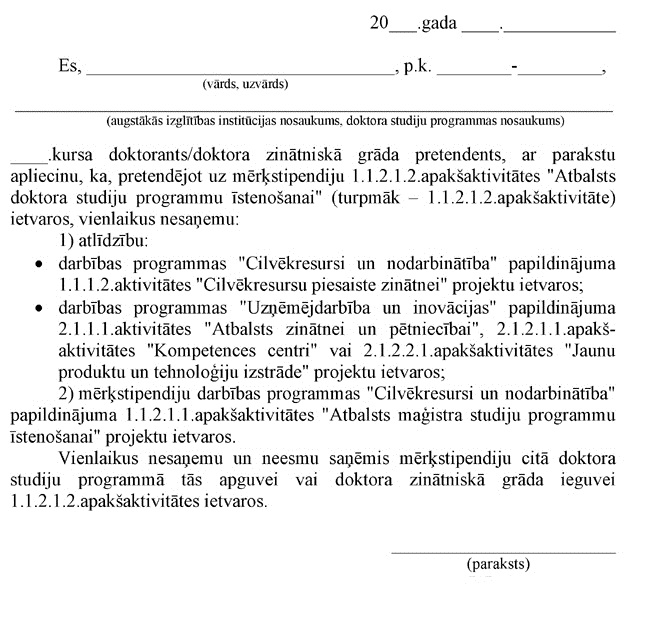 20___.gada ____.____________
Es, ________________________________, p.k. ________-_________,
(vārds, uzvārds)
________________________________________________________________
(augstākās izglītības institūcijas nosaukums, doktora studiju programmas nosaukums)
____.kursa doktorants/doktora zinātniskā grāda pretendents, ar parakstu
apliecinu, ka, pretendējot uz mērķstipendiju 1.1.2.1.2.apakšaktivitātes "Atbalsts
doktora studiju programmu īstenošanai" (turpmāk – 1.1.2.1.2.apakšaktivitāte)
ietvaros, vienlaikus nesaņemu:
1) atlīdzību:
• darbības programmas "Cilvēkresursi un nodarbinātība" papildinājuma
1.1.1.2.aktivitātes "Cilvēkresursu piesaiste zinātnei" projektu ietvaros;
• darbības programmas "Uzņēmējdarbība un inovācijas" papildinājuma
2.1.1.1.aktivitātes "Atbalsts zinātnei un pētniecībai", 2.1.2.1.1.apakš-
aktivitātes "Kompetences centri" vai 2.1.2.2.1.apakšaktivitātes "Jaunu
produktu un tehnoloģiju izstrāde" projektu ietvaros;
2) mērķstipendiju darbības programmas "Cilvēkresursi un nodarbinātība"
papildinājuma 1.1.2.1.1.apakšaktivitātes "Atbalsts maģistra studiju programmu
īstenošanai" projektu ietvaros.
Vienlaikus nesaņemu un neesmu saņēmis mērķstipendiju citā doktora
studiju programmā tās apguvei vai doktora zinātniskā grāda ieguvei
1.1.2.1.2.apakšaktivitātes ietvaros.
________________________
(paraksts)